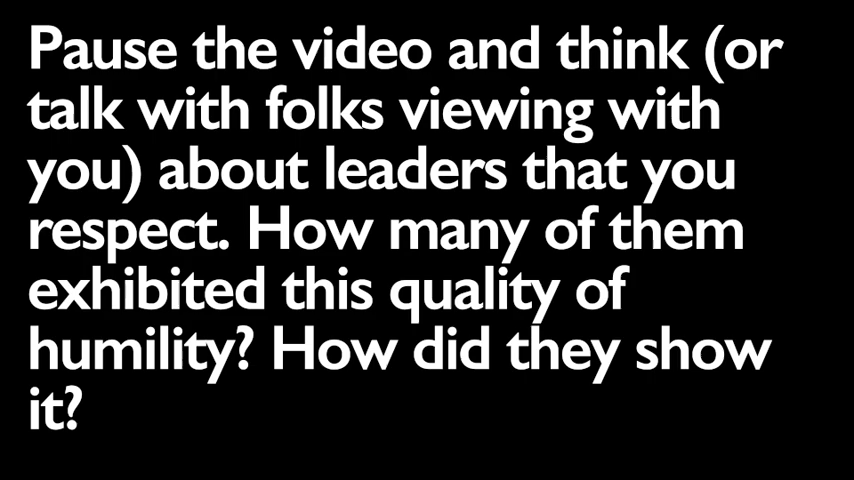 Pause the video and think (or
talk with folks viewing with
you) about leaders that you
respect. How many of them
exhibited this quality of
humility? How did they show
it?